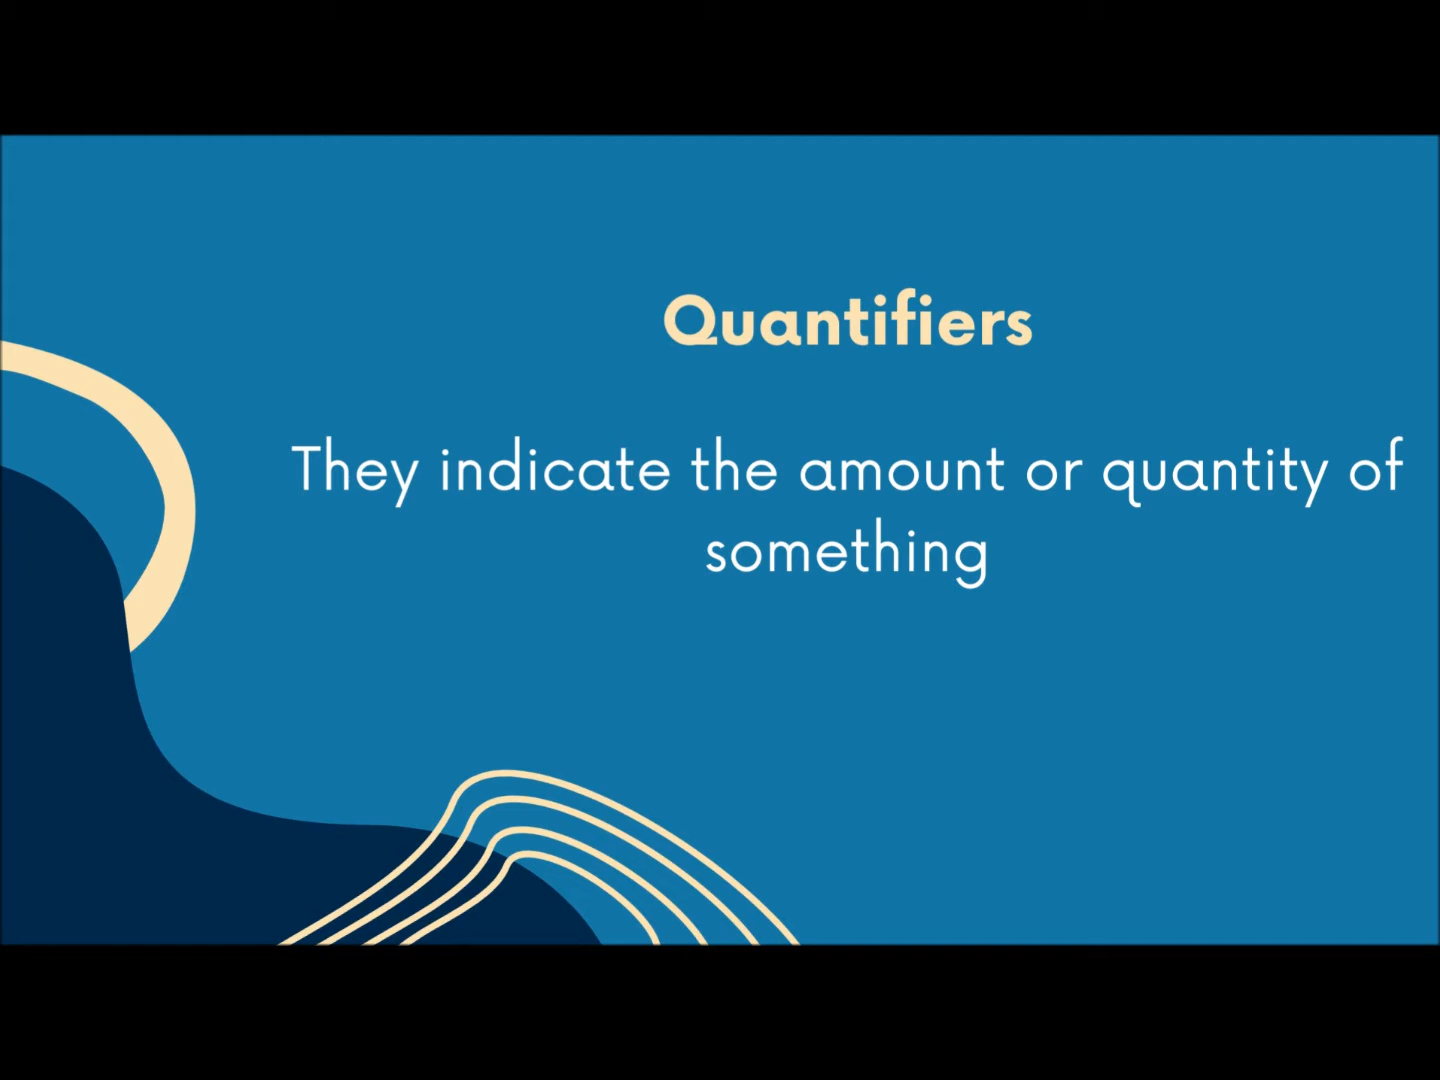 Quantifiers
They indicate the amount or quantity of
something